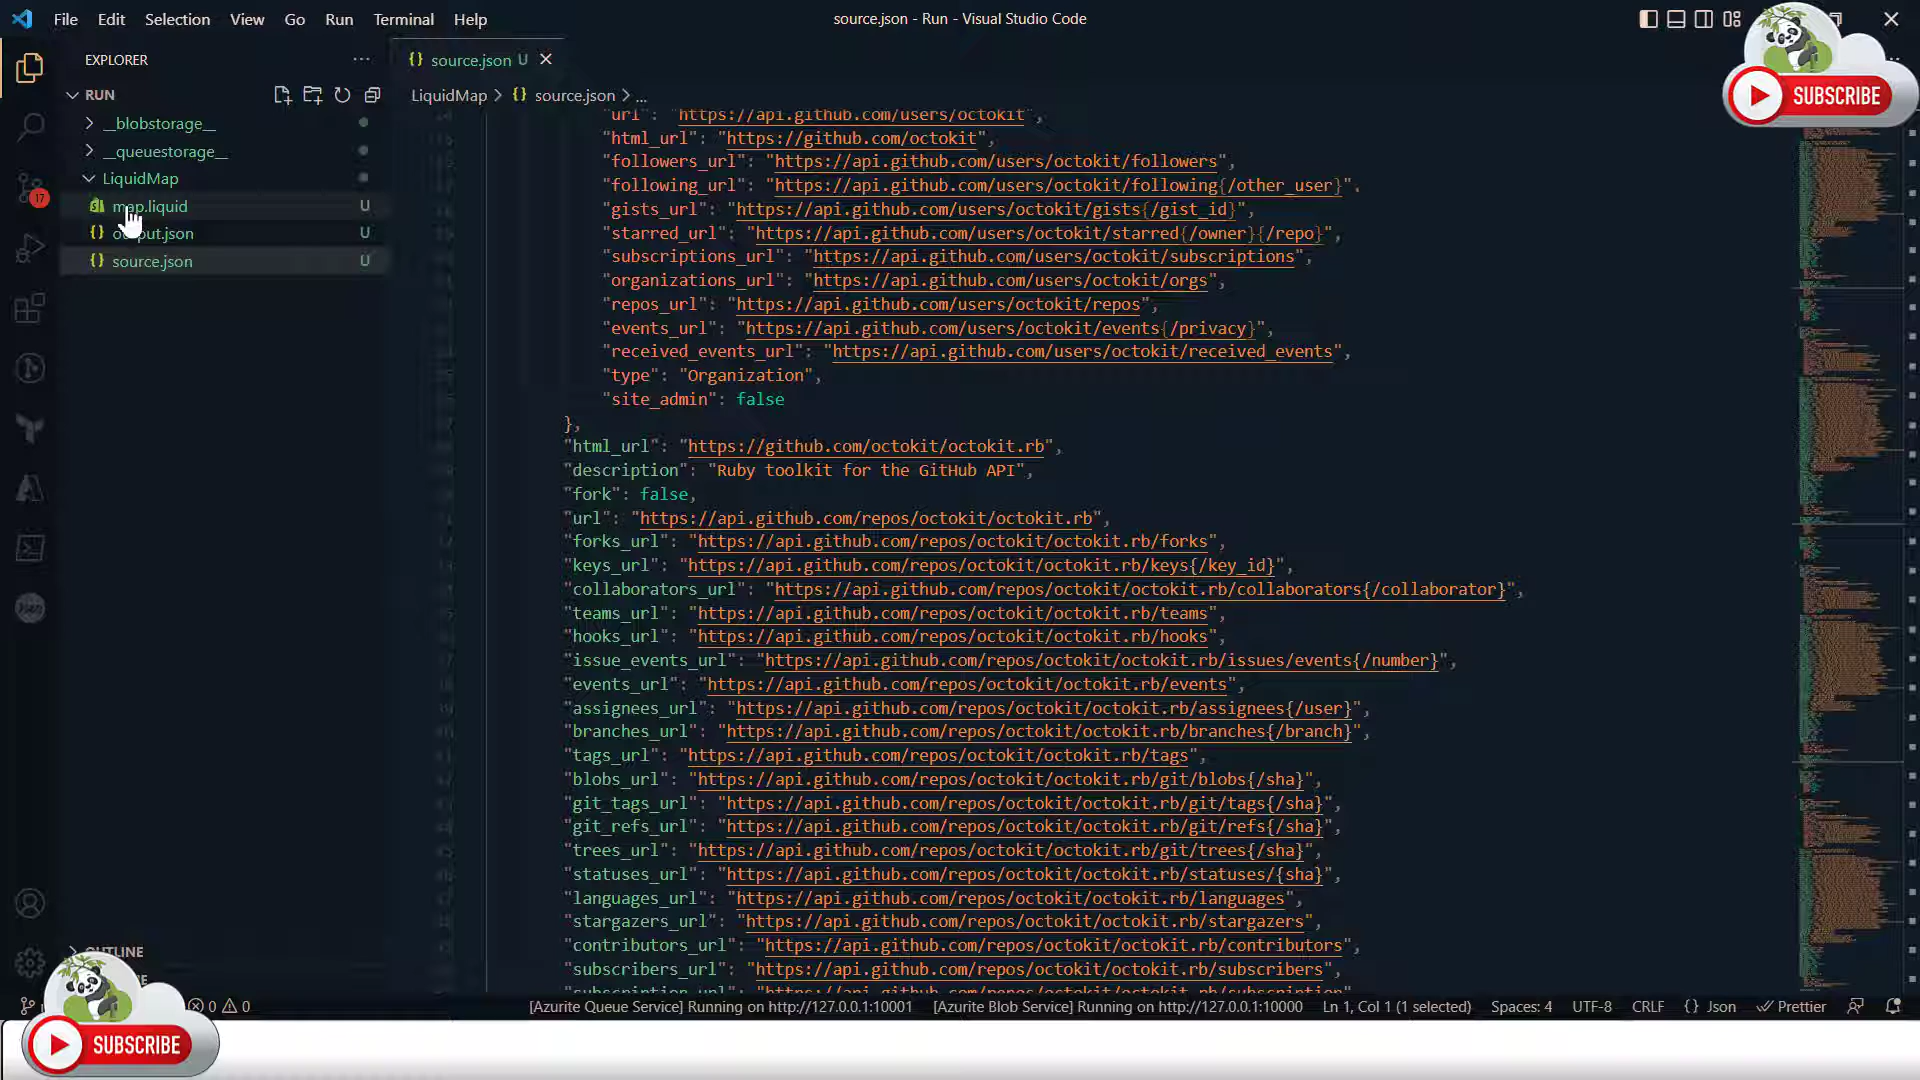 File Edit Selection View Go Run Terminal Help
source.json - Run - Visual Studio Code
EXPLORER
source.json U
RUN
LiquidMap > source.json > ...
__blobstorage__
__queuestorage__
LiquidMap
map.liquid U
source.json U
17
"url": "https://api.github.com/users/octokit",
"html_url": "https://github.com/octokit",
"followers_url": "https://api.github.com/users/octokit/followers",
"following_url": "https://api.github.com/users/octokit/following{/other_user}",
"gists_url": "https://api.github.com/users/octokit/gists{/gist_id}",
"starred_url": "https://api.github.com/users/octokit/starred{/owner}{/repo}",
"subscriptions_url": "https://api.github.com/users/octokit/subscriptions",
"organizations_url": "https://api.github.com/users/octokit/orgs",
"repos_url": "https://api.github.com/users/octokit/repos",
"events_url": "https://api.github.com/users/octokit/events{/privacy}",
"received_events_url": "https://api.github.com/users/octokit/received_events",
"type": "Organization",
"site_admin": false
},
"html_url": "https://github.com/octokit/octokit.rb",
"description": "Ruby toolkit for the GitHub API",
"fork": false,
"url": "https://api.github.com/repos/octokit/octokit.rb",
"forks_url": "https://api.github.com/repos/octokit/octokit.rb/forks",
"keys_url": "https://api.github.com/repos/octokit/octokit.rb/keys{/key_id}",
"collaborators_url": "https://api.github.com/repos/octokit/octokit.rb/collaborators{/collaborator}",
"teams_url": "https://api.github.com/repos/octokit/octokit.rb/teams",
"hooks_url": "https://api.github.com/repos/octokit/octokit.rb/hooks",
"issue_events_url": "https://api.github.com/repos/octokit/octokit.rb/issues/events{/number}",
"events_url": "https://api.github.com/repos/octokit/octokit.rb/events",
"assignees_url": "https://api.github.com/repos/octokit/octokit.rb/assignees{/user}",
"branches_url": "https://api.github.com/repos/octokit/octokit.rb/branches{/branch}",
"tags_url": "https://api.github.com/repos/octokit/octokit.rb/tags",
"blobs_url": "https://api.github.com/repos/octokit/octokit.rb/git/blobs{/sha}",
"git_tags_url": "https://api.github.com/repos/octokit/octokit.rb/git/tags{/sha}",
"git_refs_url": "https://api.github.com/repos/octokit/octokit.rb/git/refs{/sha}",
"trees_url": "https://api.github.com/repos/octokit/octokit.rb/git/trees{/sha}",
"statuses_url": "https://api.github.com/repos/octokit/octokit.rb/statuses/{sha}",
"languages_url": "https://api.github.com/repos/octokit/octokit.rb/languages",
"stargazers_url": "https://api.github.com/repos/octokit/octokit.rb/stargazers",
"contributors_url": "https://api.github.com/repos/octokit/octokit.rb/contributors",
"subscribers_url": "https://api.github.com/repos/octokit/octokit.rb/subscribers",
"subscription_url": "https://api.github.com/repos/octokit/octokit.rb/subscription",
OUTLINE
0 0 [Azurite Queue Service] Running on http://127.0.0.1:10001 [Azurite Blob Service] Running on http://127.0.0.1:10000 Ln 1, Col 1 (1 selected) Spaces: 4 UTF-8 CRLF {} Json Prettier
SUBSCRIBE
SUBSCRIBE